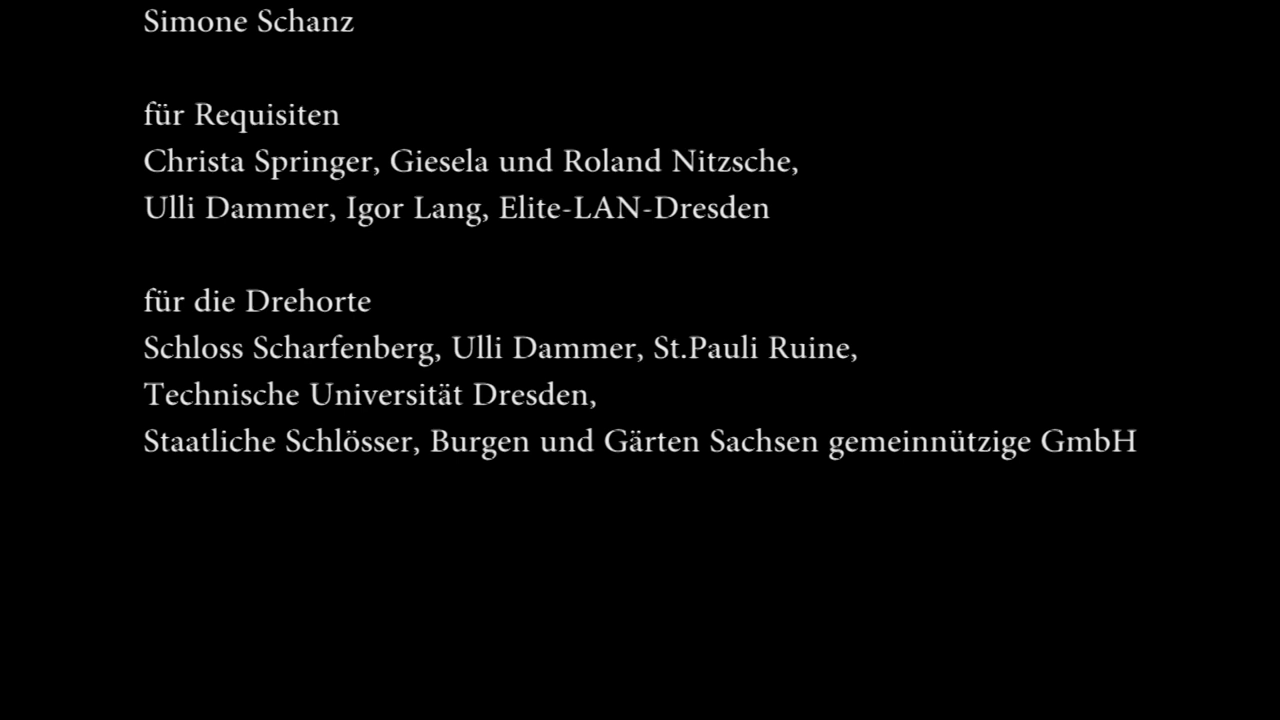 Simone Schanz
für Requisiten
Christa Springer, Giesela und Roland Nitzsche,
Ulli Dammer, Igor Lang, Elite-LAN-Dresden
für die Drehorte
Schloss Scharfenberg, Ulli Dammer, St.Pauli Ruine,
Technische Universität Dresden,
Staatliche Schlösser, Burgen und Gärten Sachsen gemeinnützige GmbH